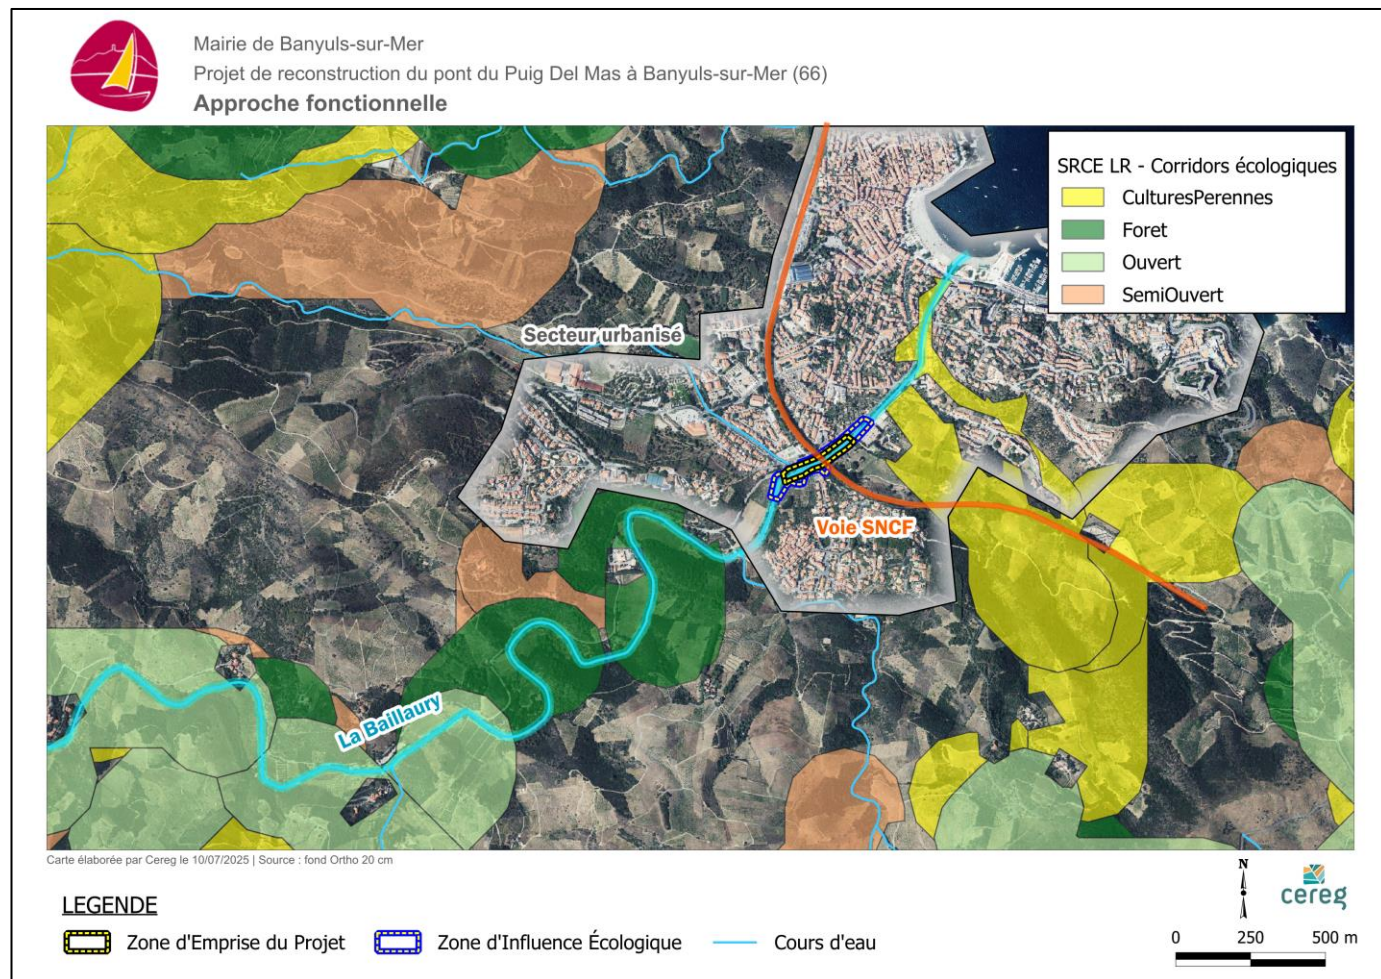 Mairie de Banyuls-sur-Mer
Projet de reconstruction du pont du Puig Del Mas à Banyuls-sur-Mer (66)
Approche fonctionnelle
SRCE LR - Corridors écologiques
CulturesPerennes
Foret
Ouvert
SemiOuvert
Secteur urbanisé
Voie SNCF
La Baillaury
Carte élaborée par Cereg le 10/07/2025 | Source : fond Ortho 20 cm
LEGENDE
Zone d'Emprise du Projet
Zone d'Influence Écologique
Cours d'eau
N
cereg
0 250 500 m